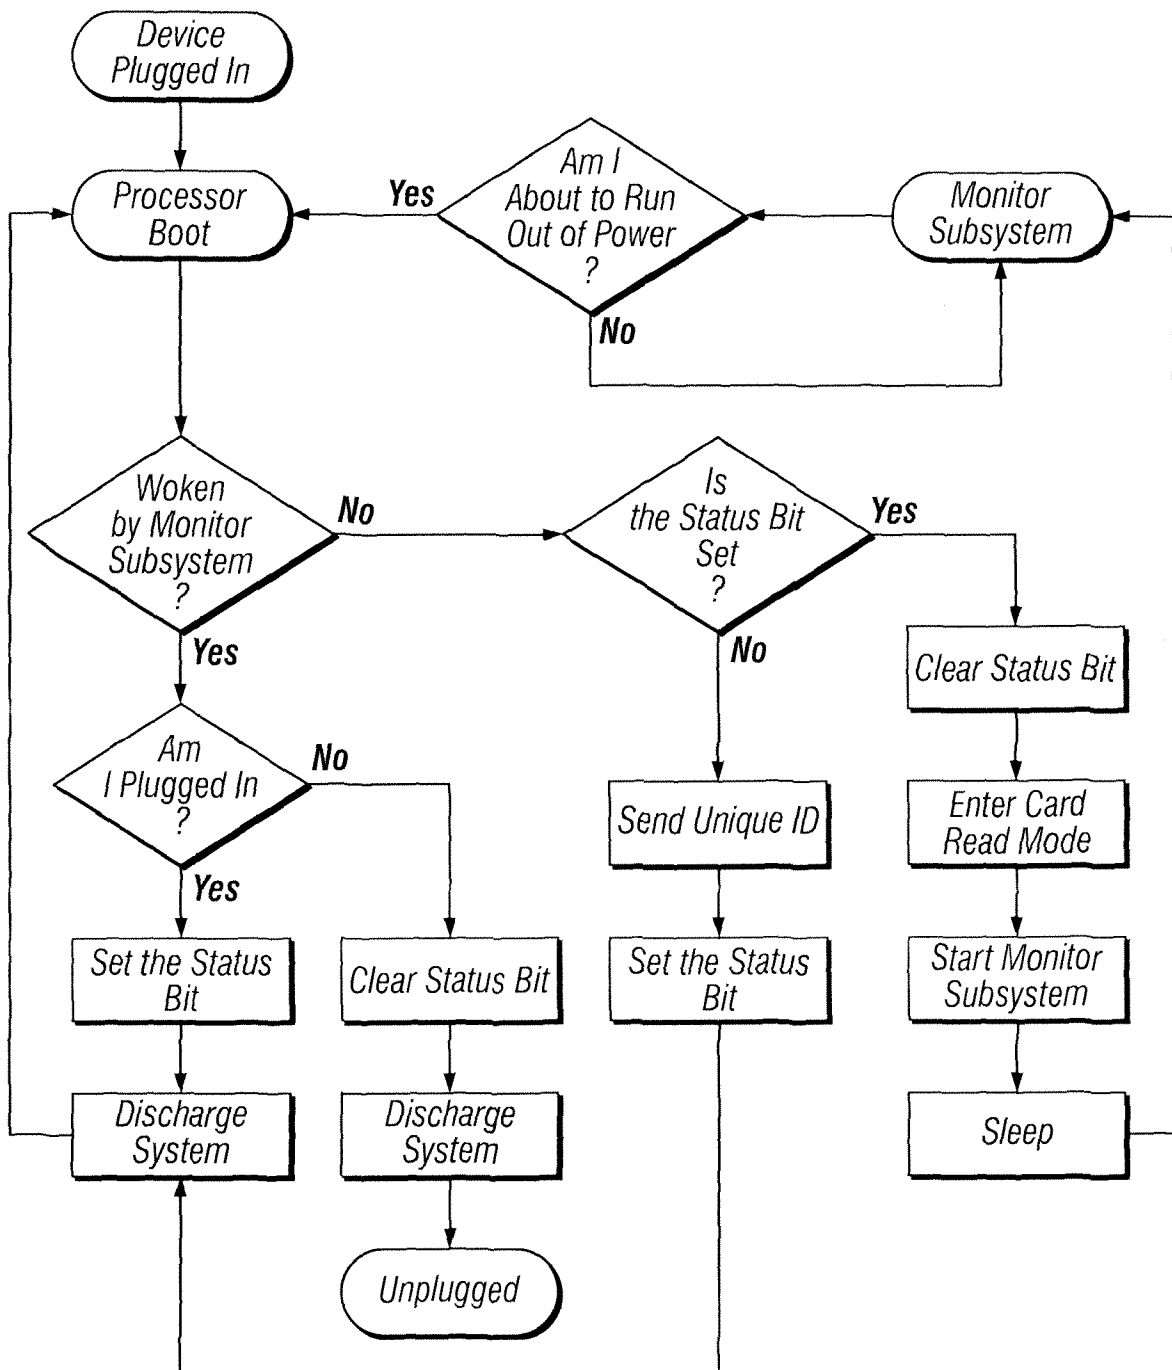 Device
Plugged In
Processor
Boot
Yes
Am I
About to Run
Out of Power
?
No
Monitor
Subsystem
Woken
by Monitor
Subsystem
?
No
Yes
Is
the Status Bit
Set
?
Yes
No
Clear Status Bit
Am
I Plugged In
?
No
Yes
Send Unique ID
Enter Card
Read Mode
Set the Status
Bit
Clear Status Bit
Set the Status
Bit
Start Monitor
Subsystem
Discharge
System
Discharge
System
Sleep
Unplugged